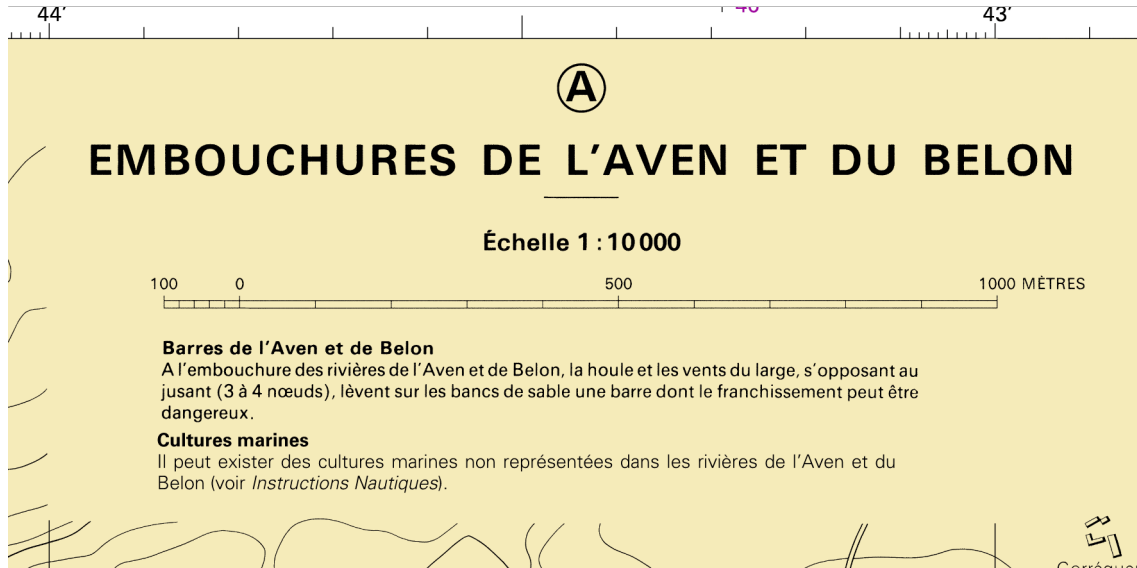 44′ 43′
A
EMBOUCHURES DE L'AVEN ET DU BELON
Échelle 1 : 10 000
100 0 500 1000 MÈTRES
Barres de l'Aven et de Belon
A l'embouchure des rivières de l'Aven et de Belon, la houle et les vents du large, s'opposant au
jusant (3 à 4 nœuds), lèvent sur les bancs de sable une barre dont le franchissement peut être
dangereux.
Cultures marines
Il peut exister des cultures marines non représentées dans les rivières de l'Aven et du
Belon (voir Instructions Nautiques).